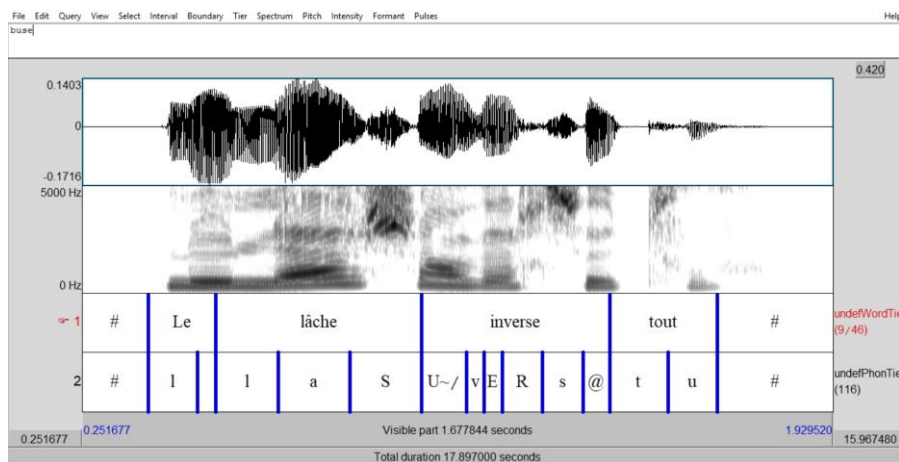 File Edit Query View Select Interval Boundary Tier Spectrum Pitch Intensity Formant Pulses Help
buse
0.420
0.1403
0
-0.1716
5000 Hz
0 Hz
1 # Le lâche inverse tout # undefWordTie
(9/46)
2 # l l a S U~/ v E R s @ t u # undefPhonTie
(116)
0.251677 Visible part 1.677844 seconds 1.929520
0.251677 15.967480
Total duration 17.897000 seconds